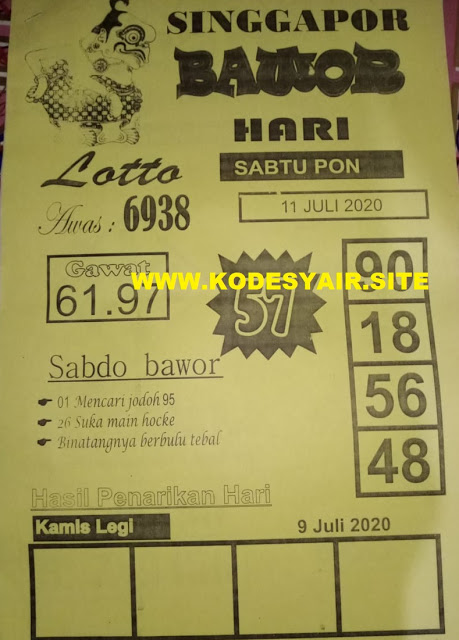 SINGGAPOR
BAWOR
HARI
Lotto
SABTU PON
Awas : 6938
11 JULI 2020
Gawat
WWW.KODESYAIR.SITE
61.97
57
90
18
56
48
Sabdo bawor
01 Mencari jodoh 95
26 Suka main hocke
Binatangnya berbulu tebal
Hasil Penarikan Hari
Kamis Legi
9 Juli 2020